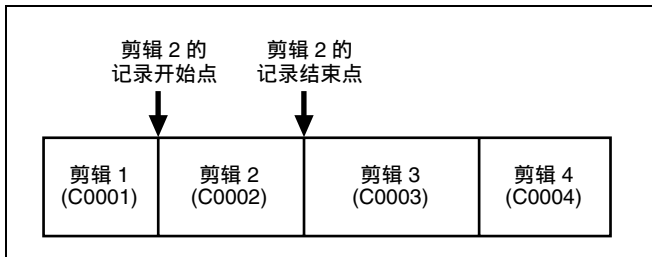 剪辑 2 的
记录开始点
剪辑 2 的
记录结束点
剪辑 1
(C0001)
剪辑 2
(C0002)
剪辑 3
(C0003)
剪辑 4
(C0004)